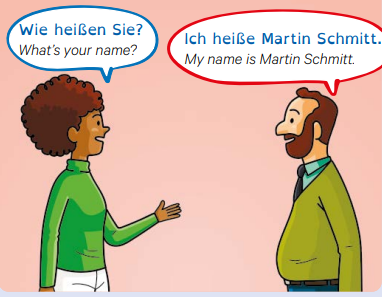 Wie heißen Sie?
What's your name?
Ich heiße Martin Schmitt.
My name is Martin Schmitt.